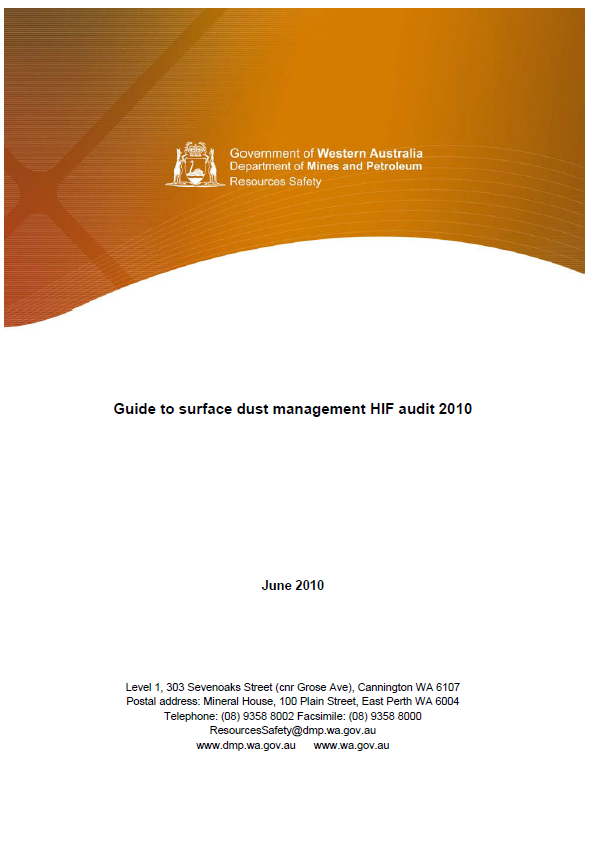 Government of Western Australia
Department of Mines and Petroleum
Resources Safety
Guide to surface dust management HIF audit 2010
June 2010
Level 1, 303 Sevenoaks Street (cnr Grose Ave), Cannington WA 6107
Postal address: Mineral House, 100 Plain Street, East Perth WA 6004
Telephone: (08) 9358 8002 Facsimile: (08) 9358 8000
ResourcesSafety@dmp.wa.gov.au
www.dmp.wa.gov.au www.wa.gov.au